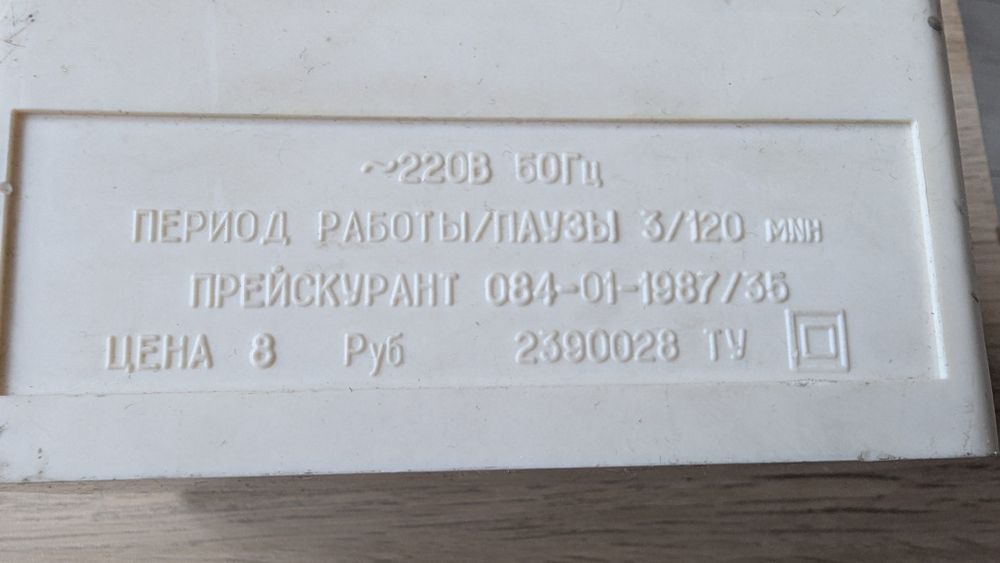 ~220В 50Гц
ПЕРИОД РАБОТЫ/ПАУЗЫ 3/120 мин
ПРЕЙСКУРАНТ 084-01-1987/35
ЦЕНА 8 Руб 2390028 ТУ